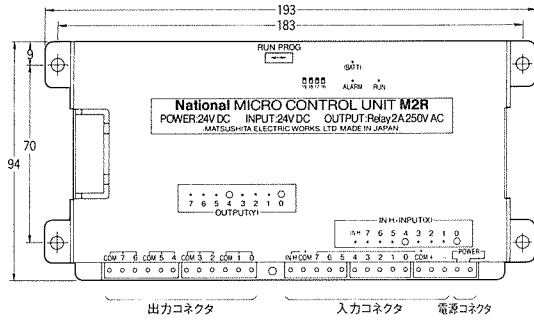 193
183
9
70
94
RUN PROG
(BATT)
ALARM RUN
National MICRO CONTROL UNIT M2R
POWER:24V DC INPUT:24V DC OUTPUT:Relay 2A 250V AC
MATSUSHITA ELECTRIC WORKS. LTD MADE IN JAPAN
7 6 5 4 3 2 1 0
OUTPUT(Y)
IN H·INPUT(X)
IN H 7 6 5 4 3 2 1 0
COM 7 6 COM 5 4 COM 3 2 COM 1 0
IN H COM 7 6 5 4 3 2 1 0 COM + -
POWER
出力コネクタ 入力コネクタ 電源コネクタ